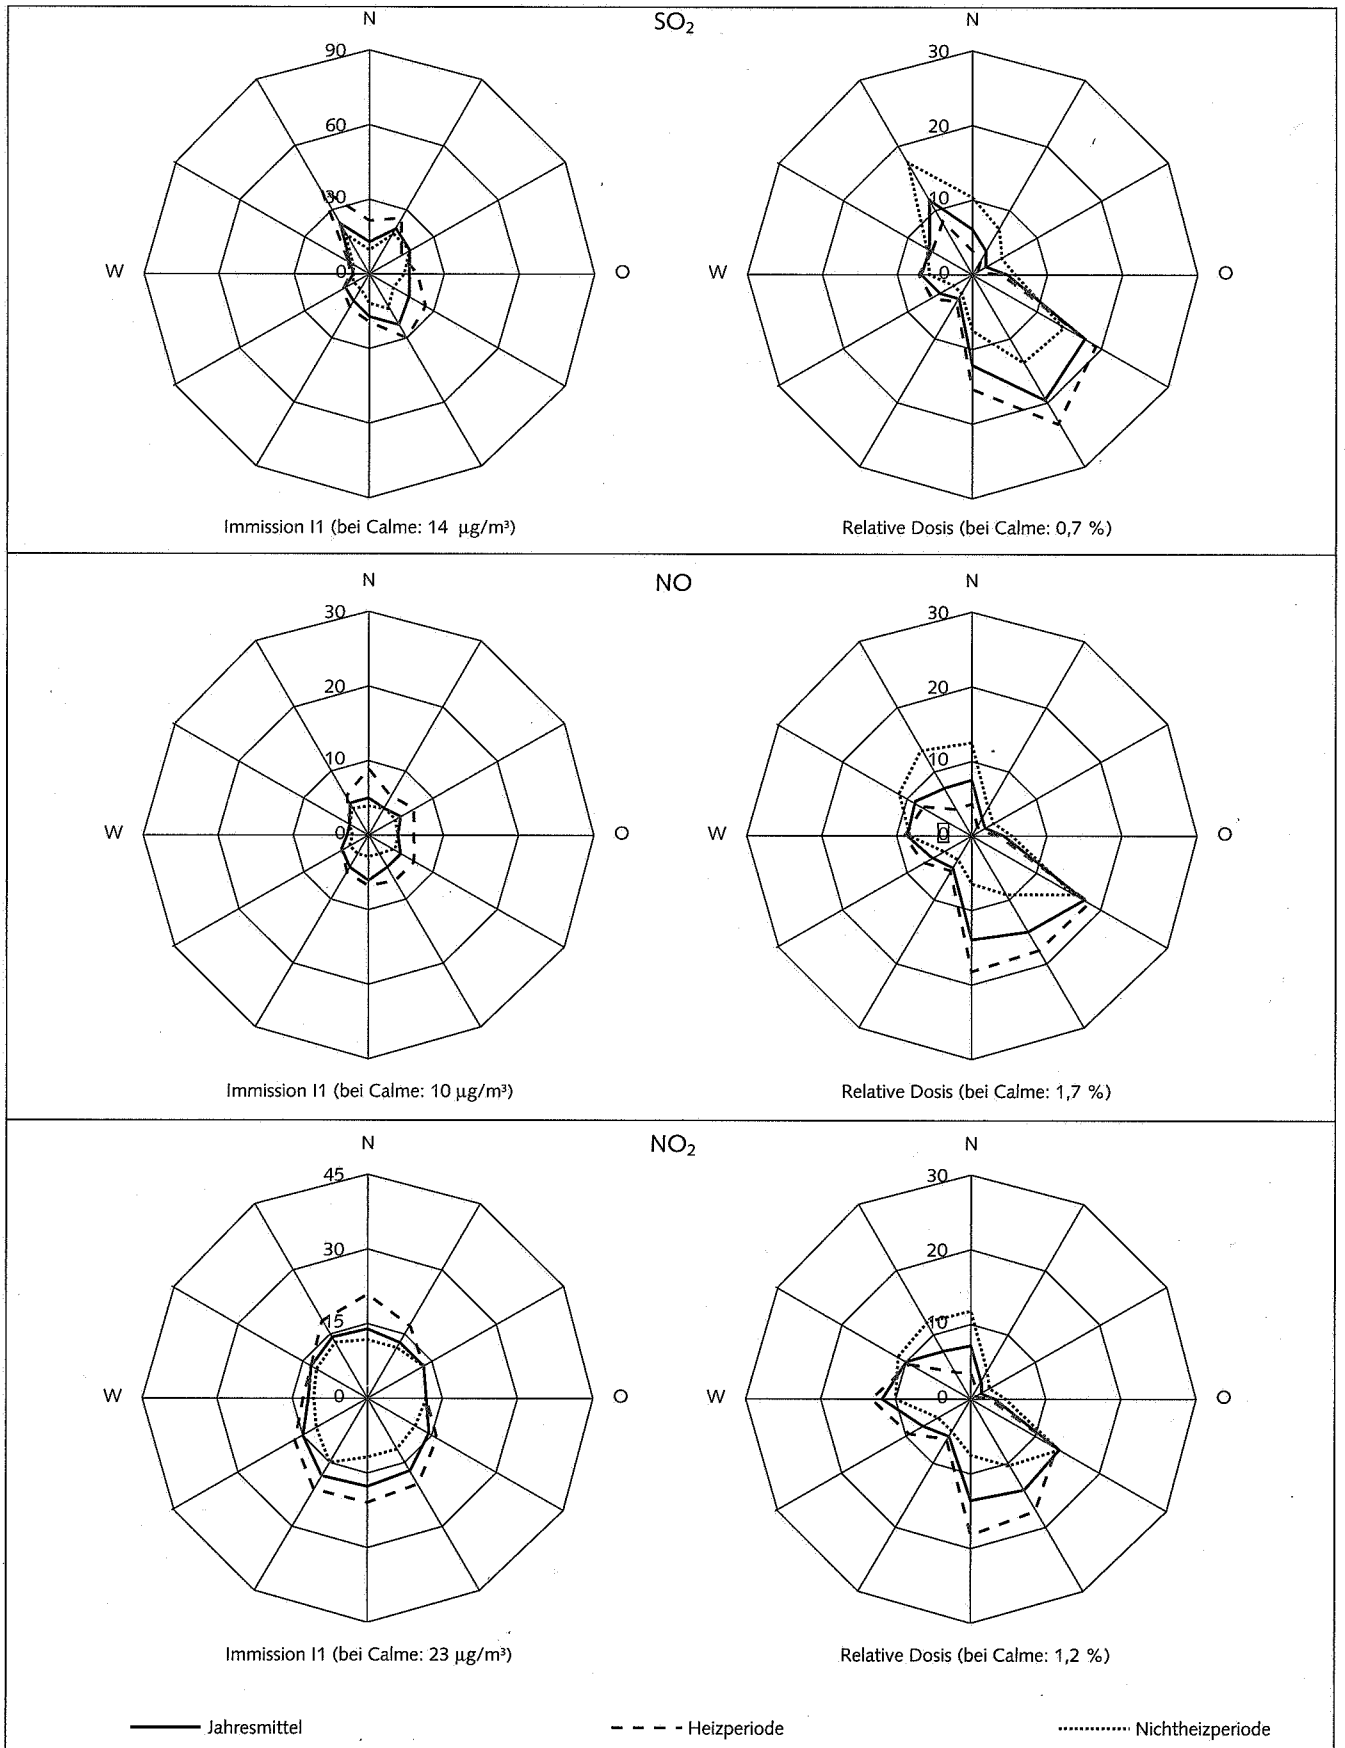 SO₂
N
N
90
60
30
0
W
O
30
20
10
0
W
O
Immission I1 (bei Calme: 14 µg/m³)
Relative Dosis (bei Calme: 0,7 %)
NO
N
N
30
20
10
0
W
O
30
20
10
0
W
O
Immission I1 (bei Calme: 10 µg/m³)
Relative Dosis (bei Calme: 1,7 %)
NO₂
N
N
45
30
15
0
W
O
30
20
10
0
W
O
Immission I1 (bei Calme: 23 µg/m³)
Relative Dosis (bei Calme: 1,2 %)
Jahresmittel
Heizperiode
Nichtheizperiode